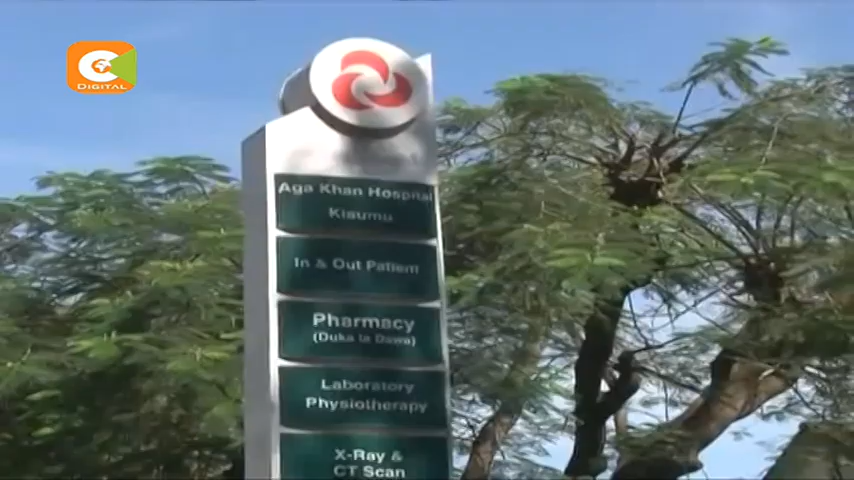 C
DIGITAL
Aga Khan Hospital
Kisumu
In & Out Patient
Pharmacy
(Duka la Dawa)
Laboratory
Physiotherapy
X-Ray &
CT Scan